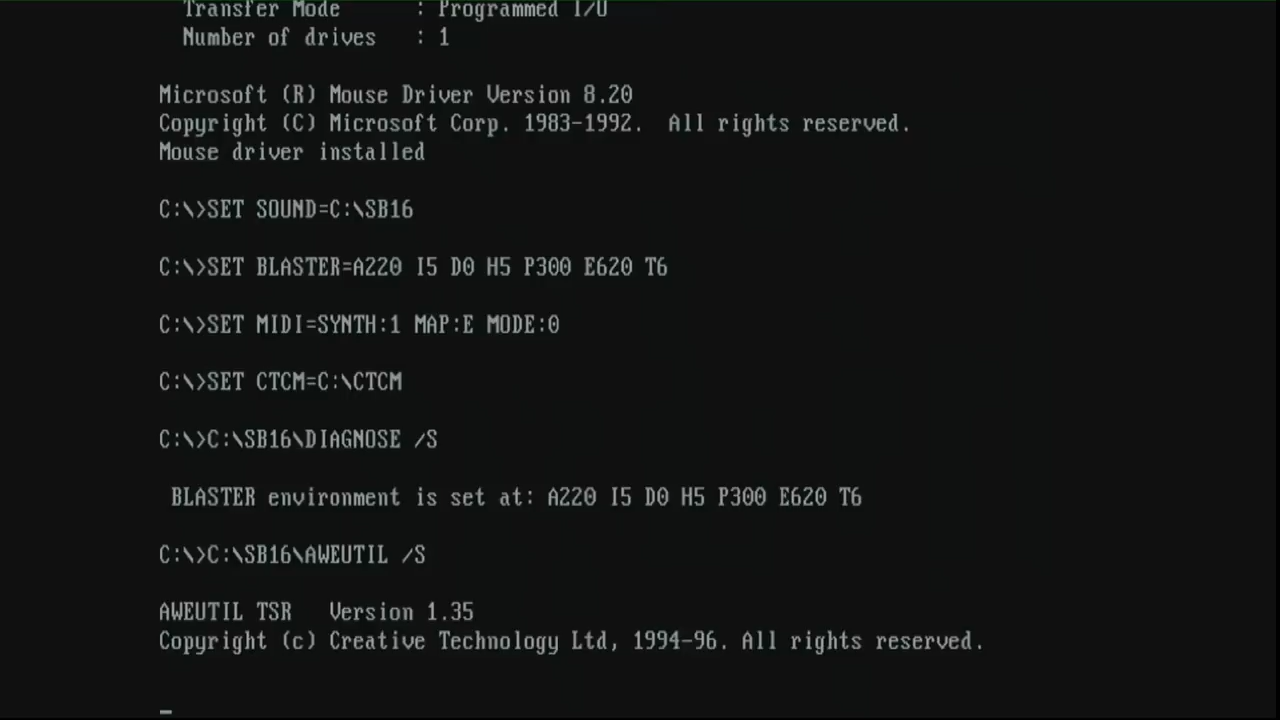 Transfer Mode : Programmed I/O
Number of drives : 1
Microsoft (R) Mouse Driver Version 8.20
Copyright (C) Microsoft Corp. 1983-1992. All rights reserved.
Mouse driver installed
C:\>SET SOUND=C:\SB16
C:\>SET BLASTER=A220 I5 D0 H5 P300 E620 T6
C:\>SET MIDI=SYNTH:1 MAP:E MODE:0
C:\>SET CTCM=C:\CTCM
C:\>C:\SB16\DIAGNOSE /S
BLASTER environment is set at: A220 I5 D0 H5 P300 E620 T6
C:\>C:\SB16\AWEUTIL /S
AWEUTIL TSR Version 1.35
Copyright (c) Creative Technology Ltd, 1994-96. All rights reserved.
_